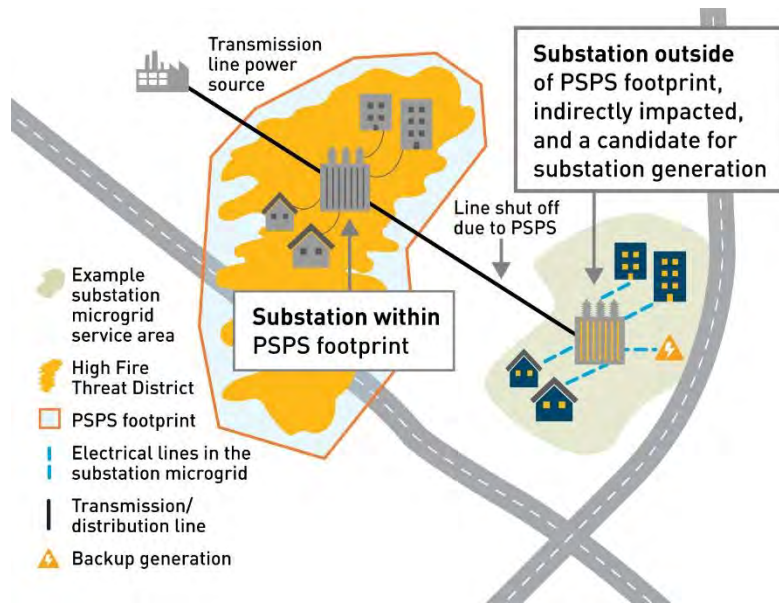 Transmission
line power
source
Substation outside
of PSPS footprint,
indirectly impacted,
and a candidate for
substation generation
Line shut off
due to PSPS
Substation within
PSPS footprint
Example
substation
microgrid
service area
High Fire
Threat District
PSPS footprint
Electrical lines in the
substation microgrid
Transmission/
distribution line
Backup generation